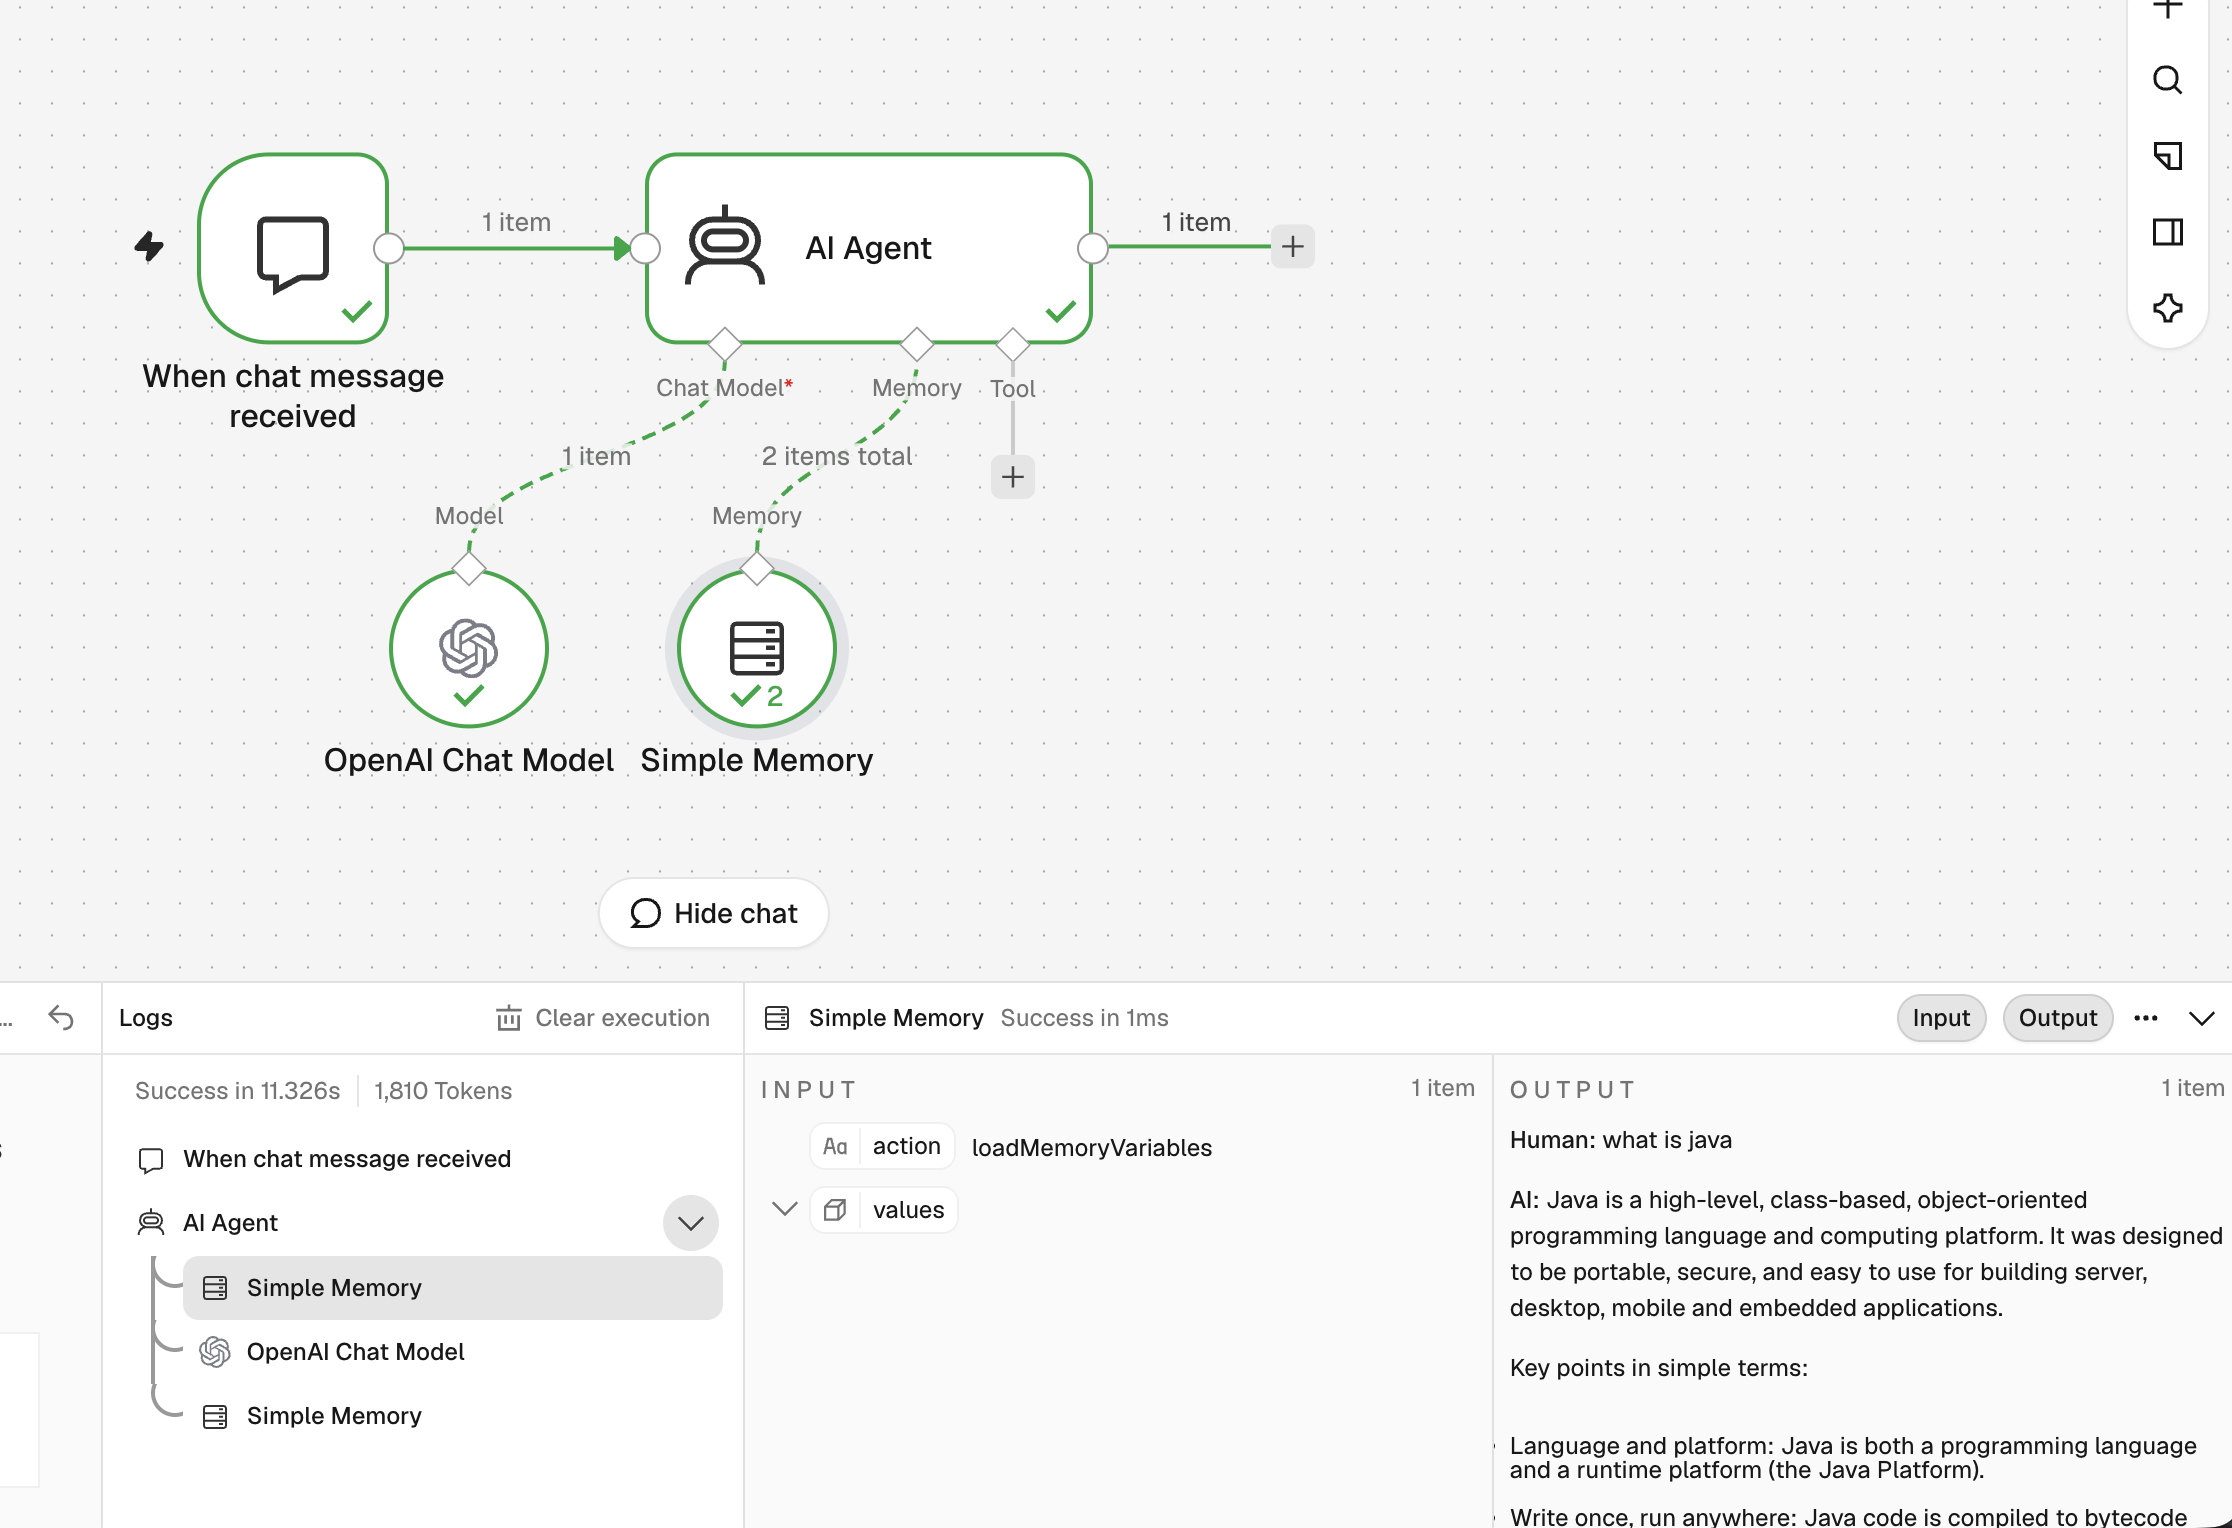 1 item
AI Agent
1 item
When chat message
received
Chat Model*
Memory
Tool
1 item
2 items total
Model
Memory
2
OpenAI Chat Model
Simple Memory
Hide chat
...
Logs
Clear execution
Simple Memory
Success in 1ms
Input
Output
Success in 11.326s
1,810 Tokens
When chat message received
AI Agent
Simple Memory
OpenAI Chat Model
Simple Memory
INPUT
1 item
Aa
action
loadMemoryVariables
values
OUTPUT
1 item
Human: what is java
AI: Java is a high-level, class-based, object-oriented
programming language and computing platform. It was designed
to be portable, secure, and easy to use for building server,
desktop, mobile and embedded applications.
Key points in simple terms:
Language and platform: Java is both a programming language
and a runtime platform (the Java Platform).
Write once, run anywhere: Java code is compiled to bytecode